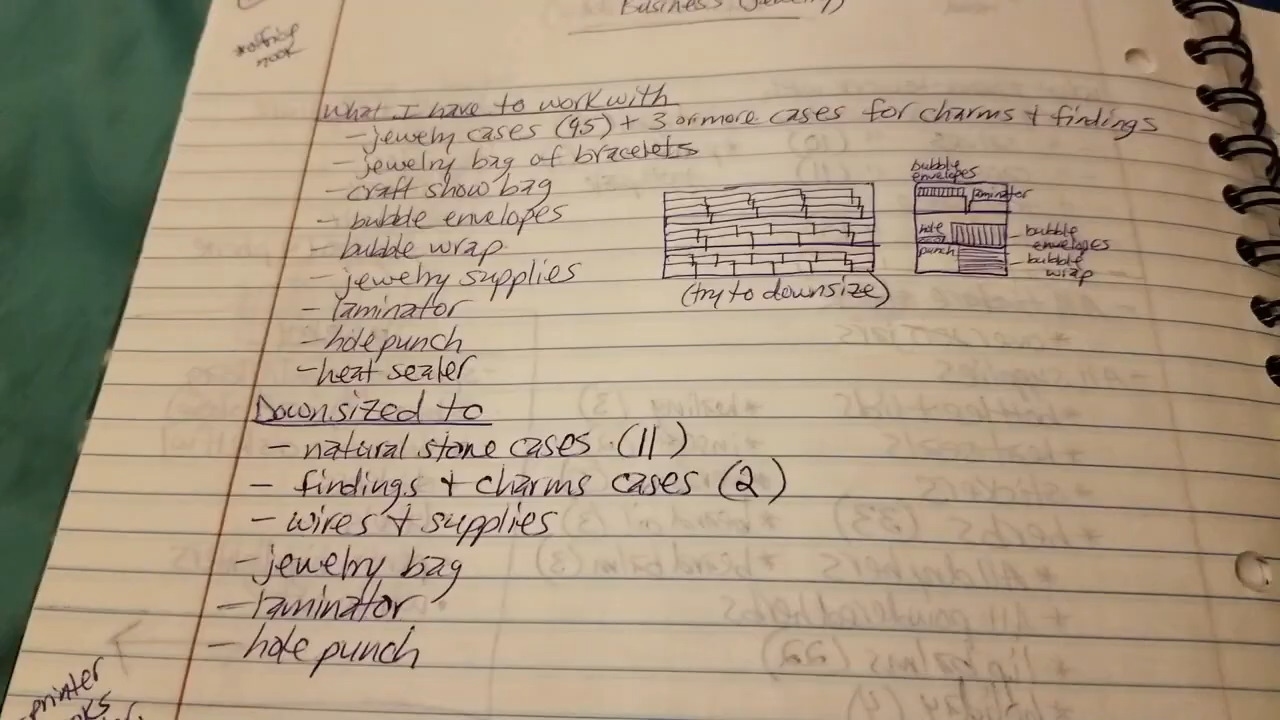 Business (Jewelry)
What I have to work with
- jewelry cases (45) + 3 or more cases for charms + findings
- jewelry bag of bracelets
- craft show bag
- bubble envelopes
- bubble wrap
- jewelry supplies
- laminator
- hole punch
- heat sealer
bubble
envelopes
laminator
hole
punch
bubble
envelopes
bubble
wrap
(try to downsize)
Downsized to
- natural stone cases (11)
- findings + charms cases (2)
- wires + supplies
- jewelry bag
- laminator
- hole punch
printer